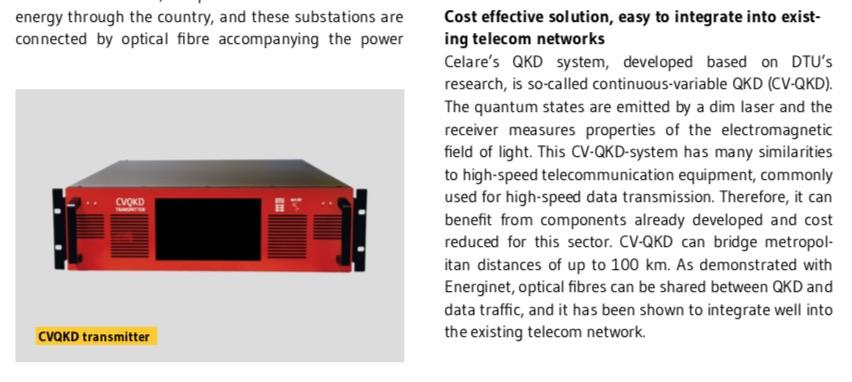 energy through the country, and these substations are
connected by optical fibre accompanying the power
CVQKD
TRANSMITTER
CVQKD transmitter
Cost effective solution, easy to integrate into exist-
ing telecom networks
Celare's QKD system, developed based on DTU's
research, is so-called continuous-variable QKD (CV-QKD).
The quantum states are emitted by a dim laser and the
receiver measures properties of the electromagnetic
field of light. This CV-QKD-system has many similarities
to high-speed telecommunication equipment, commonly
used for high-speed data transmission. Therefore, it can
benefit from components already developed and cost
reduced for this sector. CV-QKD can bridge metropol-
itan distances of up to 100 km. As demonstrated with
Energinet, optical fibres can be shared between QKD and
data traffic, and it has been shown to integrate well into
the existing telecom network.